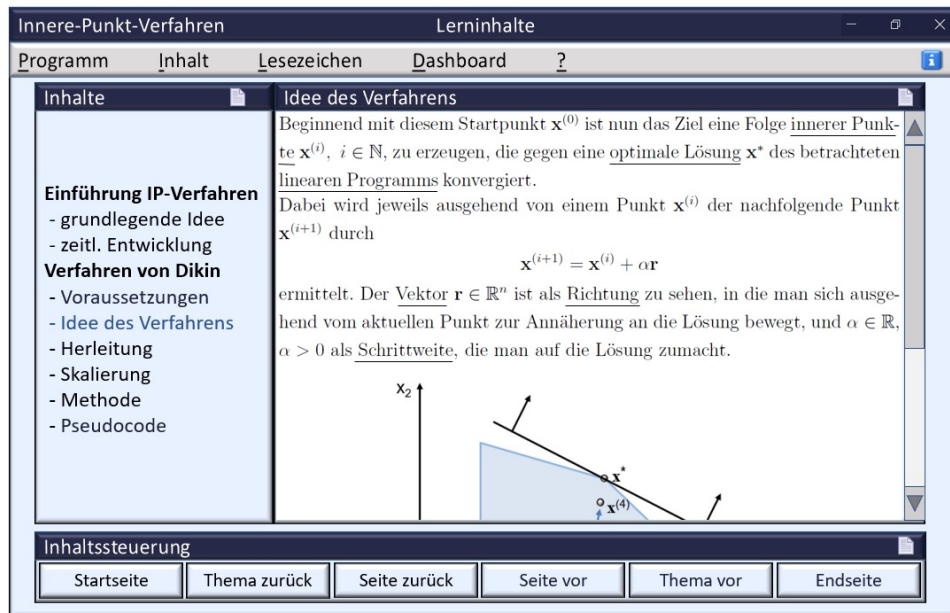 Innere-Punkt-Verfahren Lerninhalte
Programm Inhalt Lesezeichen Dashboard ?
i
Inhalte
Einführung IP-Verfahren
- grundlegende Idee
- zeitl. Entwicklung
Verfahren von Dikin
- Voraussetzungen
- Idee des Verfahrens
- Herleitung
- Skalierung
- Methode
- Pseudocode
Idee des Verfahrens
Beginnend mit diesem Startpunkt x⁽⁰⁾ ist nun das Ziel eine Folge innerer Punk-
te x⁽ⁱ⁾, i ∈ ℕ, zu erzeugen, die gegen eine optimale Lösung x* des betrachteten
linearen Programms konvergiert.
Dabei wird jeweils ausgehend von einem Punkt x⁽ⁱ⁾ der nachfolgende Punkt
x⁽ⁱ⁺¹⁾ durch
x⁽ⁱ⁺¹⁾ = x⁽ⁱ⁾ + αr
ermittelt. Der Vektor r ∈ ℝⁿ ist als Richtung zu sehen, in die man sich ausge-
hend vom aktuellen Punkt zur Annäherung an die Lösung bewegt, und α ∈ ℝ,
α > 0 als Schrittweite, die man auf die Lösung zumacht.
X₂
x*
x⁽⁴⁾
Inhaltssteuerung
Startseite Thema zurück Seite zurück Seite vor Thema vor Endseite